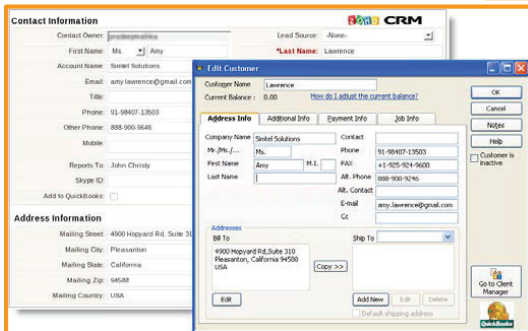 Contact Information
ZOHO CRM
Contact Owner:
Lead Source: -None-
First Name: Ms. Amy
*Last Name: Lawrence
Account Name: Simtel Solutions
Email: amy.lawrence@gmail.com
Title:
Phone: 91-98407-13503
Other Phone: 888-900-9646
Mobile:
Reports To: John Christy
Skype ID:
Add to QuickBooks:
Address Information
Mailing Street: 4900 Hopyard Rd, Suite 31
Mailing City: Pleasanton
Mailing State: California
Mailing Zip: 94588
Mailing Country: USA
Edit Customer
Customer Name Lawrence
Current Balance : 0.00 How do I adjust the current balance?
Address Info Additional Info Payment Info Job Info
Company Name Simtel Solutions
Mr./Ms./... Ms.
First Name Amy M.I.
Last Name
Contact
Phone 91-98407-13503
FAX +1-925-924-9600
Alt. Phone 888-900-9246
Alt. Contact
E-mail amy.lawrence@gmail.com
Cc
Addresses
Bill To
4900 Hopyard Rd,Suite 310
Pleasanton, California 94588
USA
Edit
Copy >>
Ship To
Add New Edit Delete
Default shipping address
OK
Cancel
Notes
Help
Customer is
inactive
Go to Client
Manager
QuickBooks